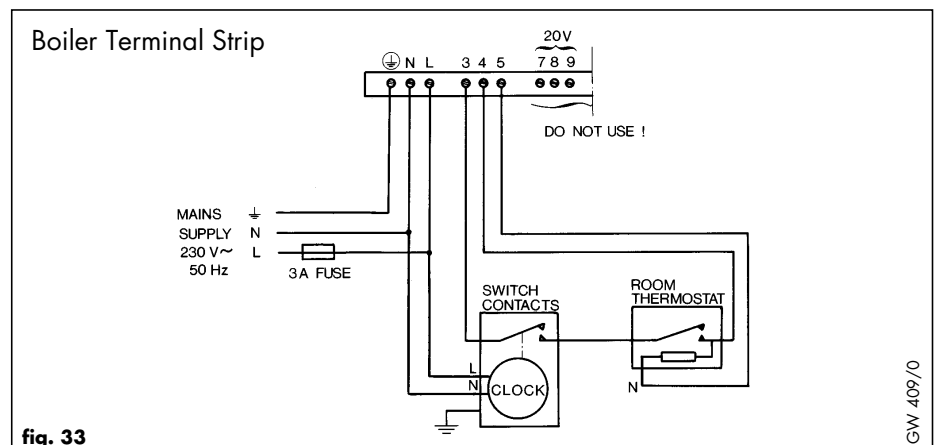 Boiler Terminal Strip
20V
N L 3 4 5 7 8 9
DO NOT USE !
MAINS
SUPPLY N
230 V~ L
50 Hz
3A FUSE
SWITCH
CONTACTS
ROOM
THERMOSTAT
L
N
CLOCK
N
fig. 33
GW 409/0